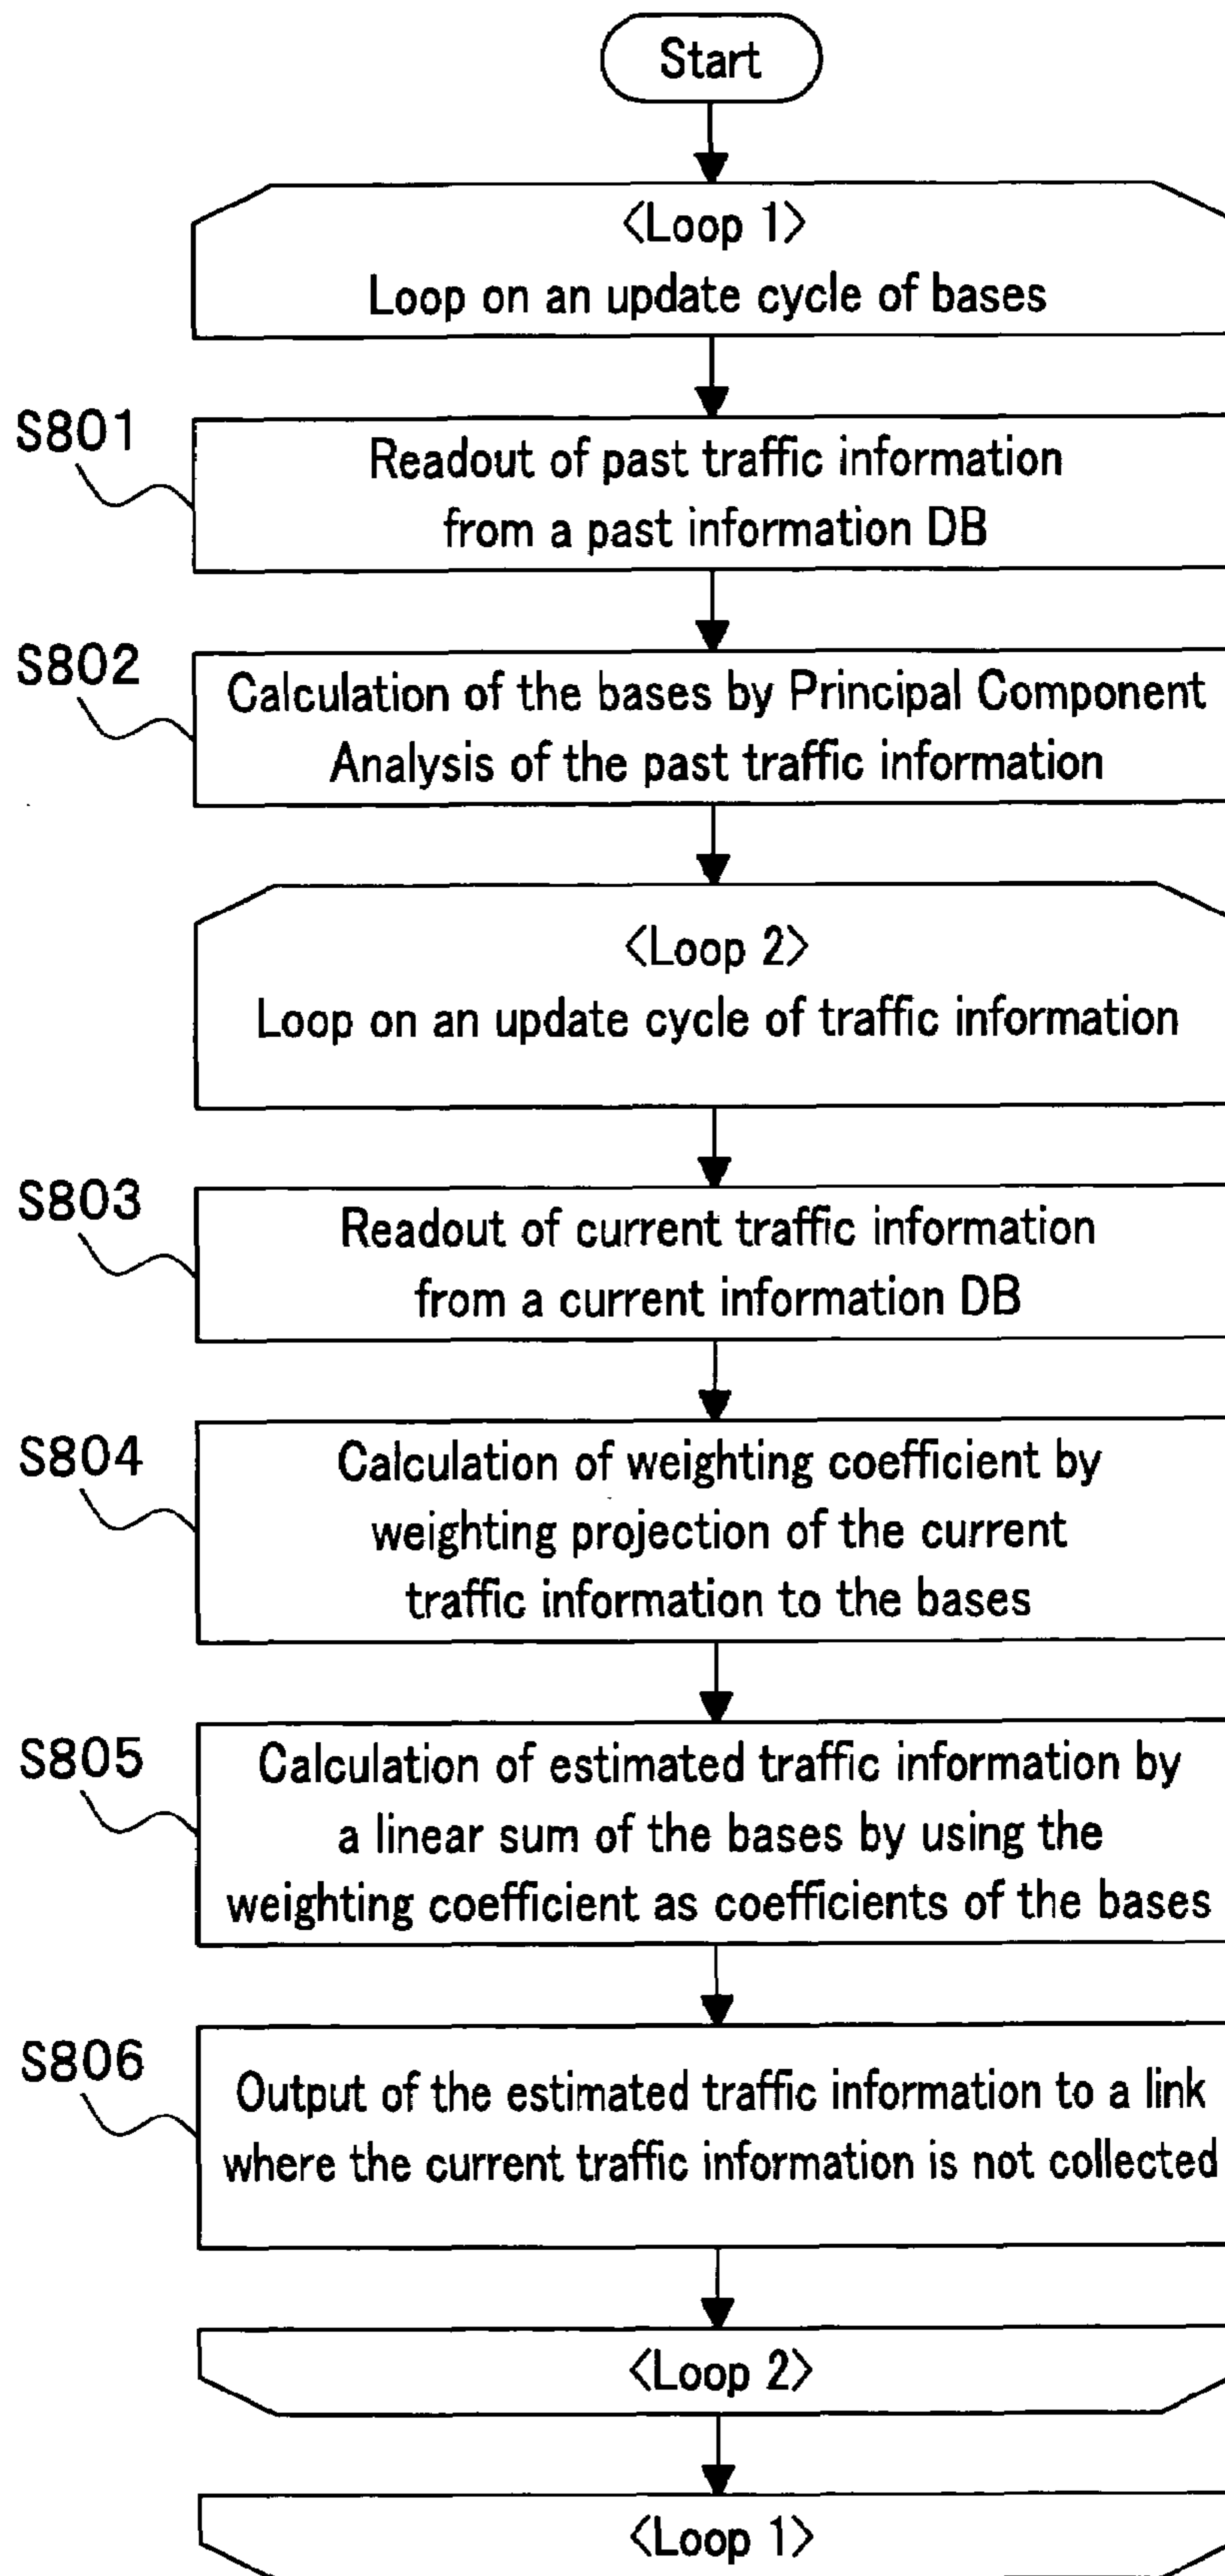 Start
<Loop 1>
Loop on an update cycle of bases
S801
Readout of past traffic information
from a past information DB
S802
Calculation of the bases by Principal Component
Analysis of the past traffic information
<Loop 2>
Loop on an update cycle of traffic information
S803
Readout of current traffic information
from a current information DB
S804
Calculation of weighting coefficient by
weighting projection of the current
traffic information to the bases
S805
Calculation of estimated traffic information by
a linear sum of the bases by using the
weighting coefficient as coefficients of the bases
S806
Output of the estimated traffic information to a link
where the current traffic information is not collected
<Loop 2>
<Loop 1>